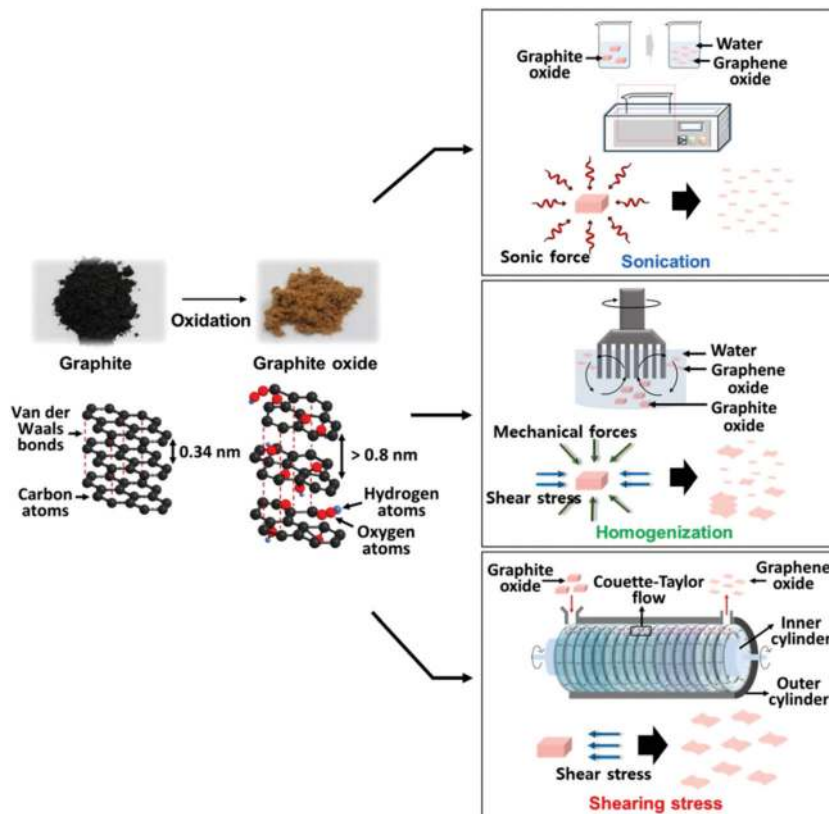 Graphite
oxide
Water
Graphene
oxide
Sonic force
Sonication
Oxidation
Graphite
Graphite oxide
Van der
Waals
bonds
0.34 nm
Carbon
atoms
> 0.8 nm
Hydrogen
atoms
Oxygen
atoms
Water
Graphene
oxide
Graphite
oxide
Mechanical forces
Shear stress
Homogenization
Graphite
oxide
Couette-Taylor
flow
Graphene
oxide
Inner
cylinder
Outer
cylinder
Shear stress
Shearing stress